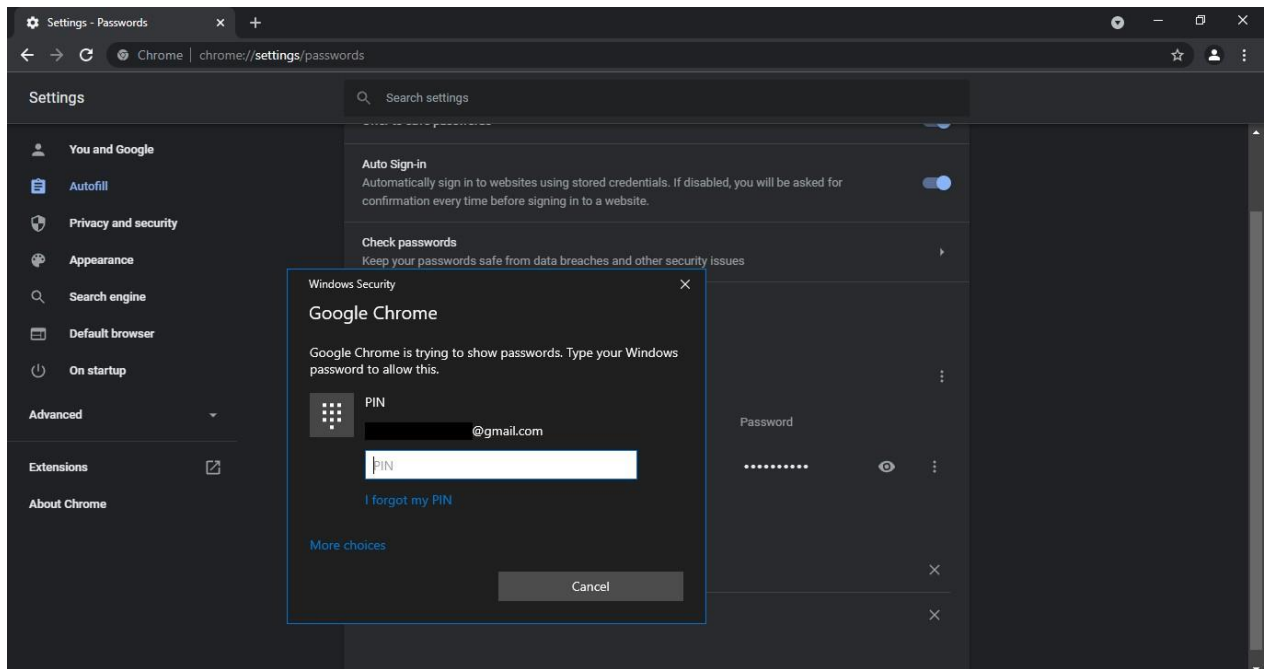 Settings - Passwords
Chrome | chrome://settings/passwords
Settings
Search settings
You and Google
Autofill
Privacy and security
Appearance
Search engine
Default browser
On startup
Advanced
Extensions
About Chrome
Auto Sign-in
Automatically sign in to websites using stored credentials. If disabled, you will be asked for
confirmation every time before signing in to a website.
Check passwords
Keep your passwords safe from data breaches and other security issues
Windows Security
Google Chrome
Google Chrome is trying to show passwords. Type your Windows
password to allow this.
PIN
@gmail.com
PIN
I forgot my PIN
More choices
Cancel
Password